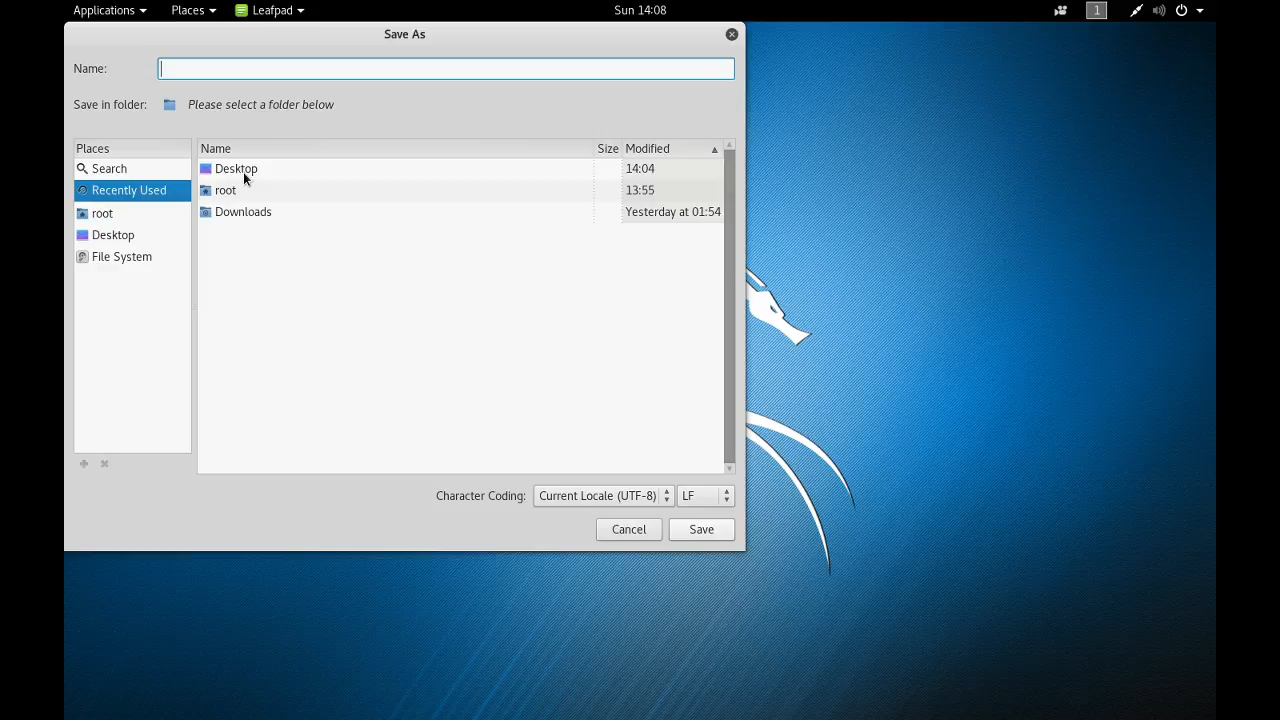 Applications Places Leafpad Sun 14:08 1
Save As
Name:
Save in folder: Please select a folder below
Places Name Size Modified
Search Desktop 14:04
Recently Used root 13:55
root Downloads Yesterday at 01:54
Desktop
File System
Character Coding: Current Locale (UTF-8) LF
Cancel Save